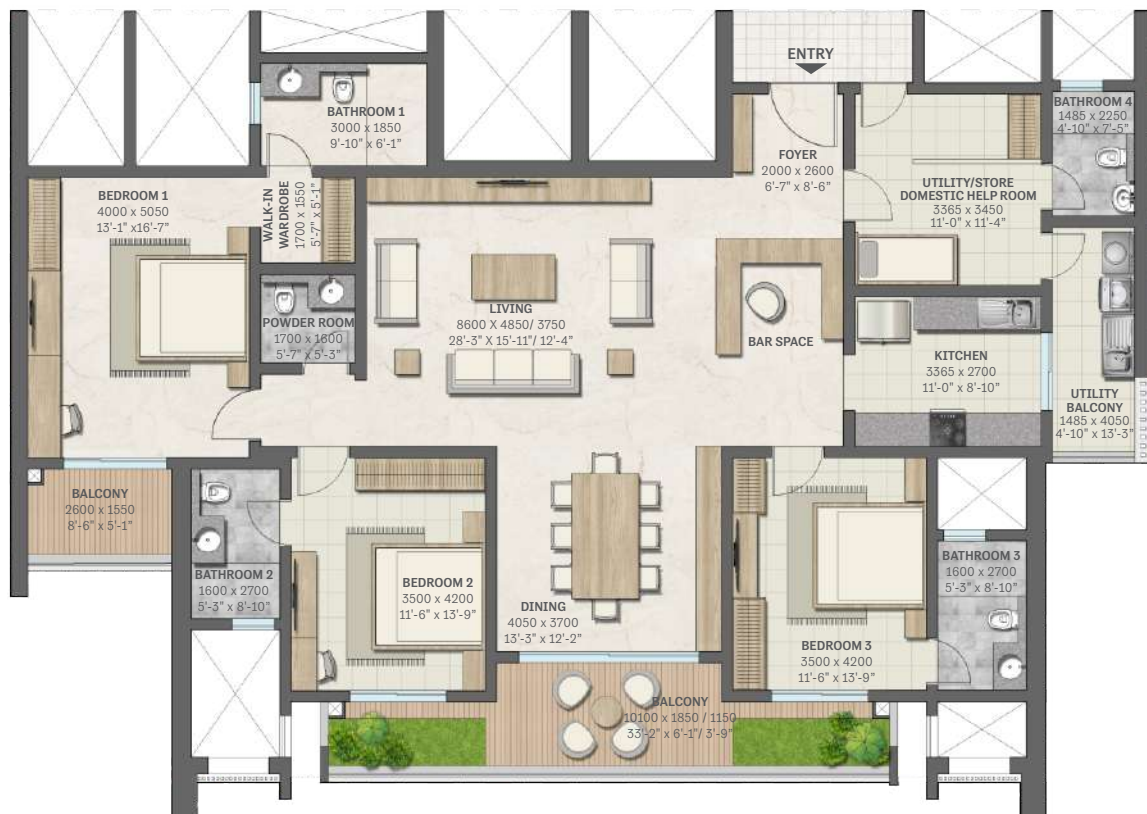 ENTRY
BATHROOM 1
3000 x 1850
9'-10" x 6'-1"
BATHROOM 4
1485 x 2250
4'-10" x 7'-5"
FOYER
2000 x 2600
6'-7" x 8'-6"
UTILITY/STORE
DOMESTIC HELP ROOM
3365 x 3450
11'-0" x 11'-4"
BEDROOM 1
4000 x 5050
13'-1" x16'-7"
WALK-IN
WARDROBE
1700 x 1550
5'-7" x 5'-1"
POWDER ROOM
1700 x 1600
5'-7" x 5'-3"
LIVING
8600 X 4850/ 3750
28'-3" X 15'-11"/ 12'-4"
BAR SPACE
KITCHEN
3365 x 2700
11'-0" x 8'-10"
UTILITY
BALCONY
1485 x 4050
4'-10" x 13'-3"
BALCONY
2600 x 1550
8'-6" x 5'-1"
BATHROOM 2
1600 x 2700
5'-3" x 8'-10"
BEDROOM 2
3500 x 4200
11'-6" x 13'-9"
DINING
4050 x 3700
13'-3" x 12'-2"
BEDROOM 3
3500 x 4200
11'-6" x 13'-9"
BATHROOM 3
1600 x 2700
5'-3" x 8'-10"
BALCONY
10100 x 1850 / 1150
33'-2" x 6'-1"/ 3'-9"